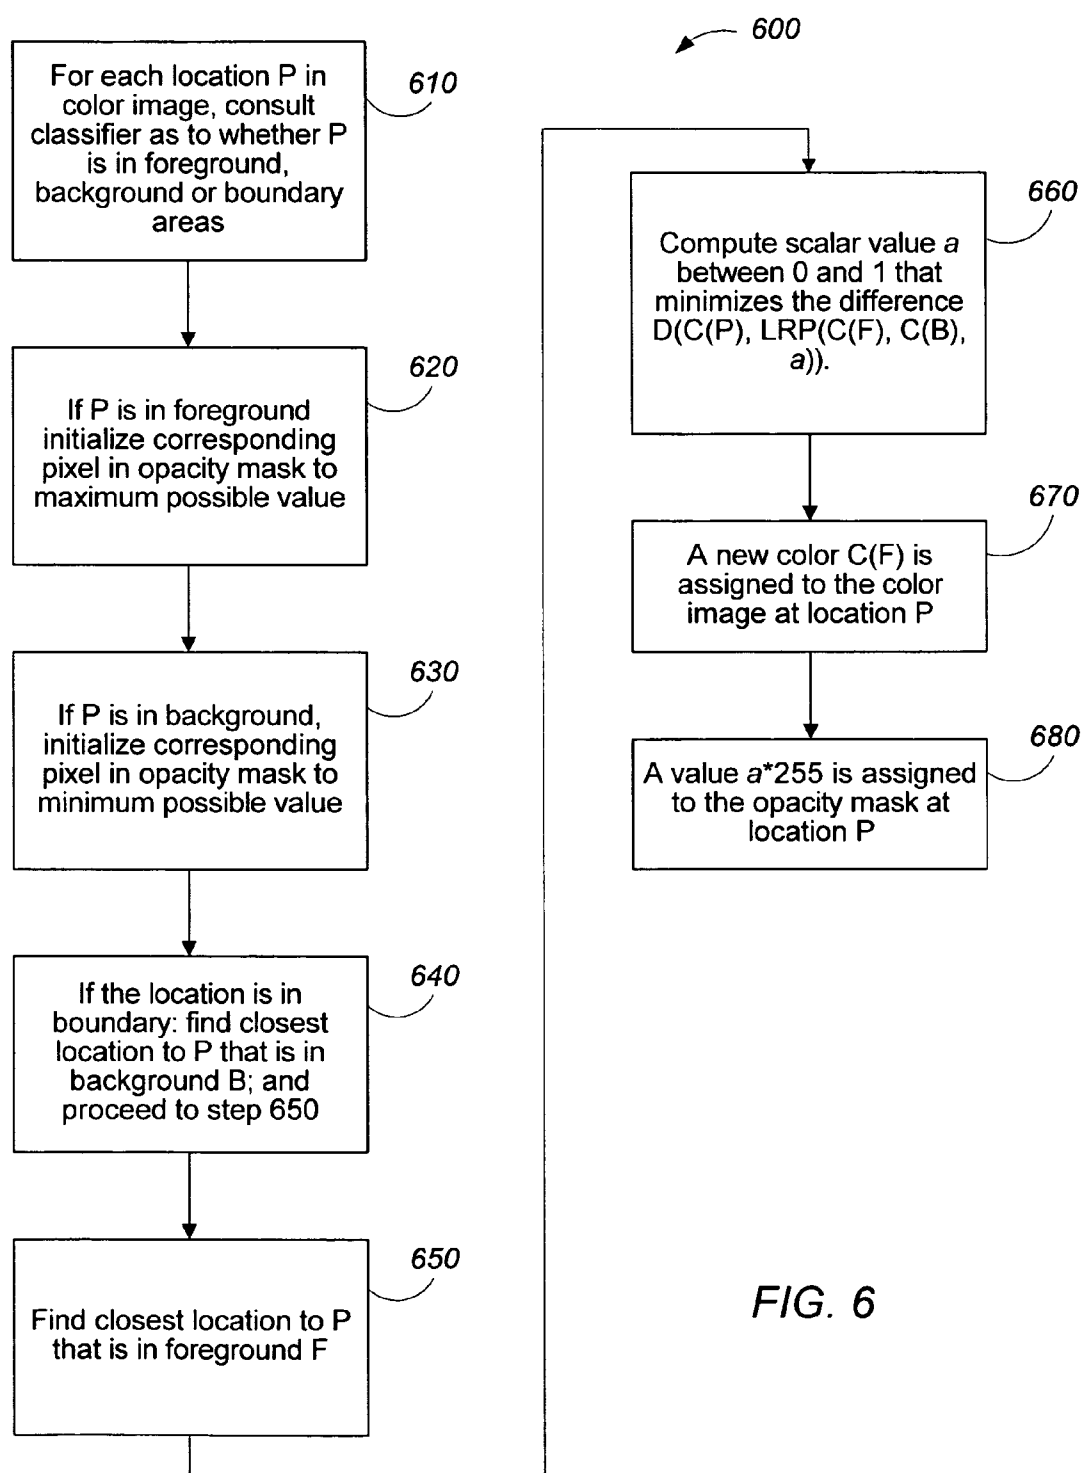 600
For each location P in
color image, consult
classifier as to whether P
is in foreground,
background or boundary
areas
610
If P is in foreground
initialize corresponding
pixel in opacity mask to
maximum possible value
620
If P is in background,
initialize corresponding
pixel in opacity mask to
minimum possible value
630
If the location is in
boundary: find closest
location to P that is in
background B; and
proceed to step 650
640
Find closest location to P
that is in foreground F
650
Compute scalar value a
between 0 and 1 that
minimizes the difference
D(C(P), LRP(C(F), C(B),
a)).
660
A new color C(F) is
assigned to the color
image at location P
670
A value a*255 is assigned
to the opacity mask at
location P
680
FIG. 6